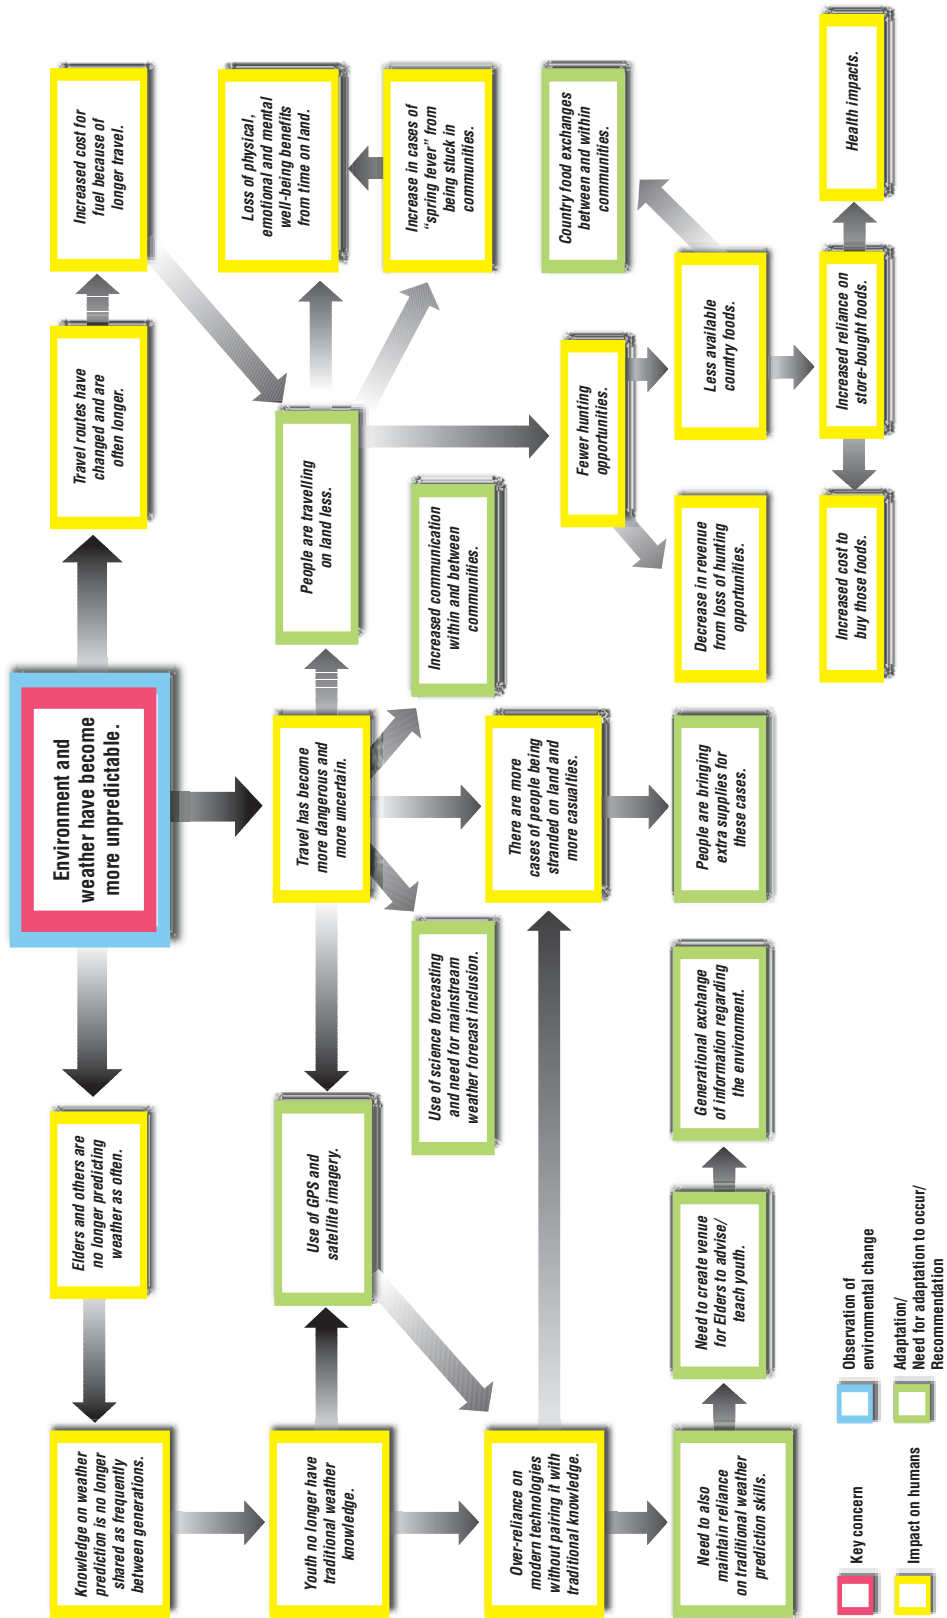 Environment and
weather have become
more unpredictable.
Elders and others are
no longer predicting
weather as often.
Knowledge on weather
prediction is no longer
shared as frequently
between generations.
Travel routes have
changed and are
often longer.
Increased cost for
fuel because of
longer travel.
Youth no longer have
traditional weather
knowledge.
Use of GPS and
satellite imagery.
Travel has become
more dangerous and
more uncertain.
People are travelling
on land less.
Loss of physical,
emotional and mental
well-being benefits
from time on land.
Use of science forecasting
and need for mainstream
weather forecast inclusion.
Increased communication
within and between
communities.
Increase in cases of
“spring fever” from
being stuck in
communities.
Over-reliance on
modern technologies
without pairing it with
traditional knowledge.
There are more
cases of people being
stranded on land and
more casualties.
Fewer hunting
opportunities.
Country food exchanges
between and within
communities.
Need to also
maintain reliance
on traditional weather
prediction skills.
Need to create venue
for Elders to advise/
teach youth.
Generational exchange
of information regarding
the environment.
People are bringing
extra supplies for
these cases.
Decrease in revenue
from loss of hunting
opportunities.
Less available
country foods.
Increased cost to
buy those foods.
Increased reliance on
store-bought foods.
Health impacts.
Key concern
Observation of
environmental change
Impact on humans
Adaptation/
Need for adaptation to occur/
Recommendation